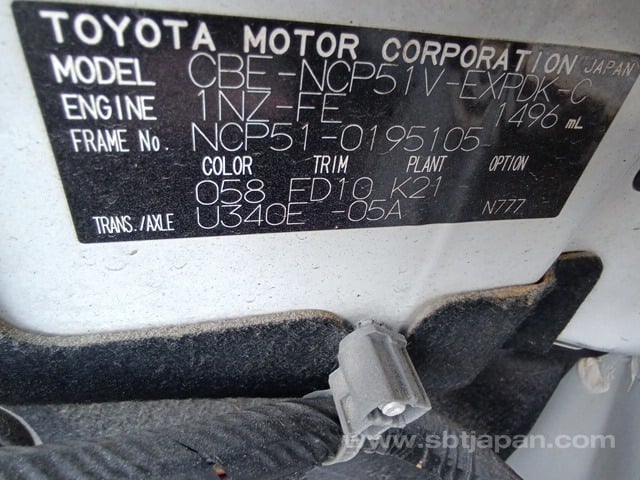 TOYOTA MOTOR CORPORATION JAPAN
MODEL CBE-NCP51V-EXPDK-C
ENGINE 1NZ-FE 1496 mL
FRAME No. NCP51-0195105
COLOR TRIM PLANT OPTION
058 FD10 K21
TRANS./AXLE U340E -05A N777
www.sbtjapan.com